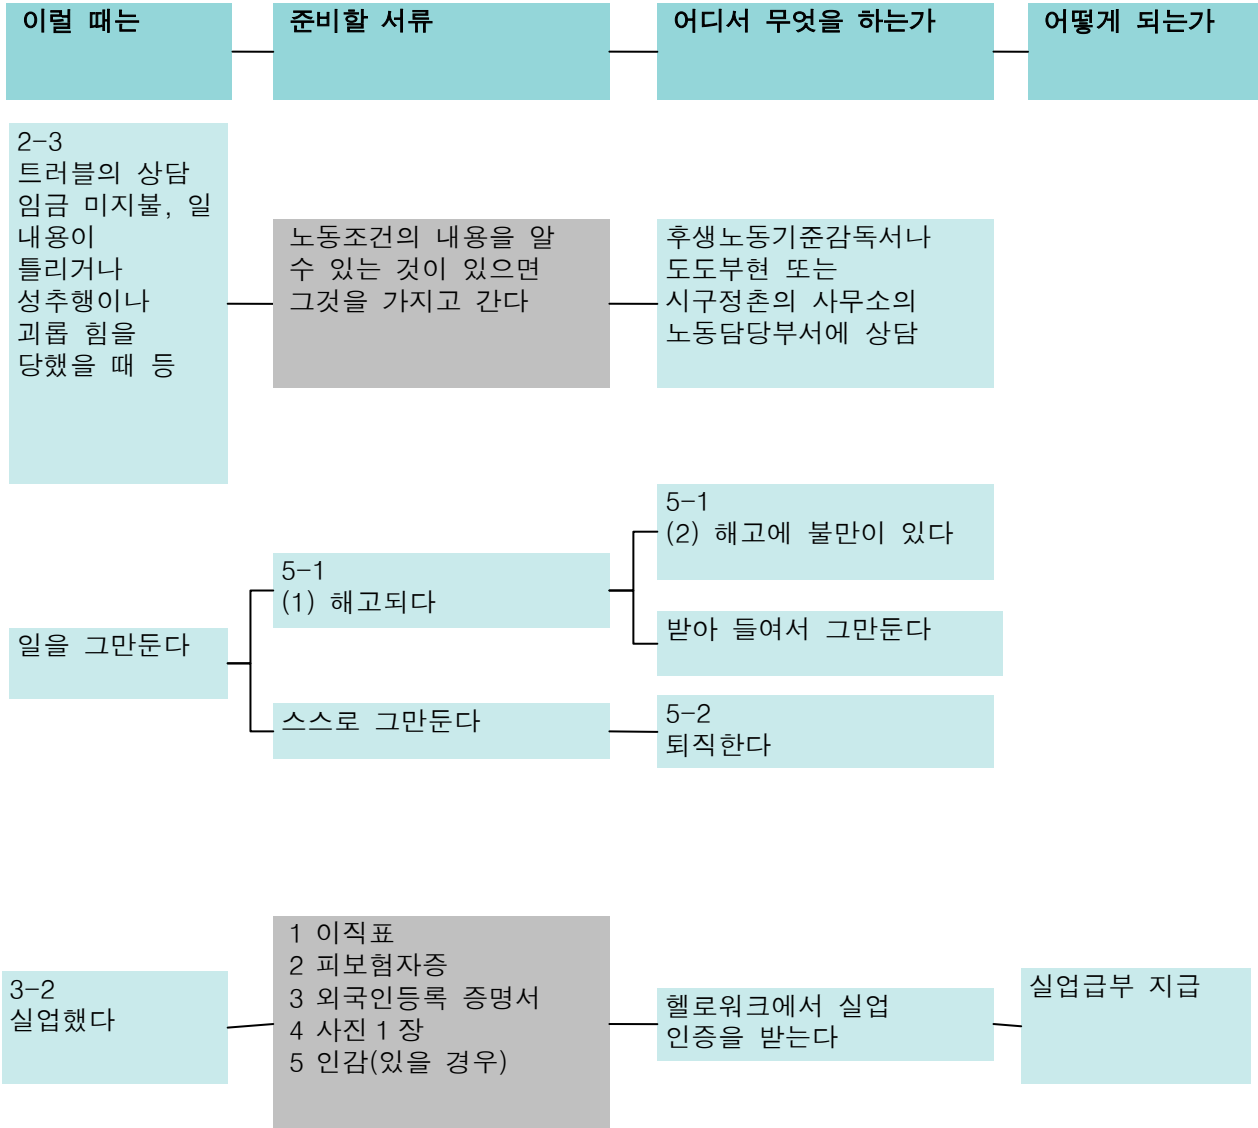 이럴 때는
준비할 서류
어디서 무엇을 하는가
어떻게 되는가
2-3
트러블의 상담
임금 미지불, 일
내용이
틀리거나
성추행이나
괴롭 힘을
당했을 때 등
노동조건의 내용을 알
수 있는 것이 있으면
그것을 가지고 간다
후생노동기준감독서나
도도부현 또는
시구정촌의 사무소의
노동담당부서에 상담
일을 그만둔다
5-1
(1) 해고되다
5-1
(2) 해고에 불만이 있다
받아 들여서 그만둔다
스스로 그만둔다
5-2
퇴직한다
3-2
실업했다
1 이직표
2 피보험자증
3 외국인등록 증명서
4 사진 1 장
5 인감(있을 경우)
헬로워크에서 실업
인증을 받는다
실업급부 지급